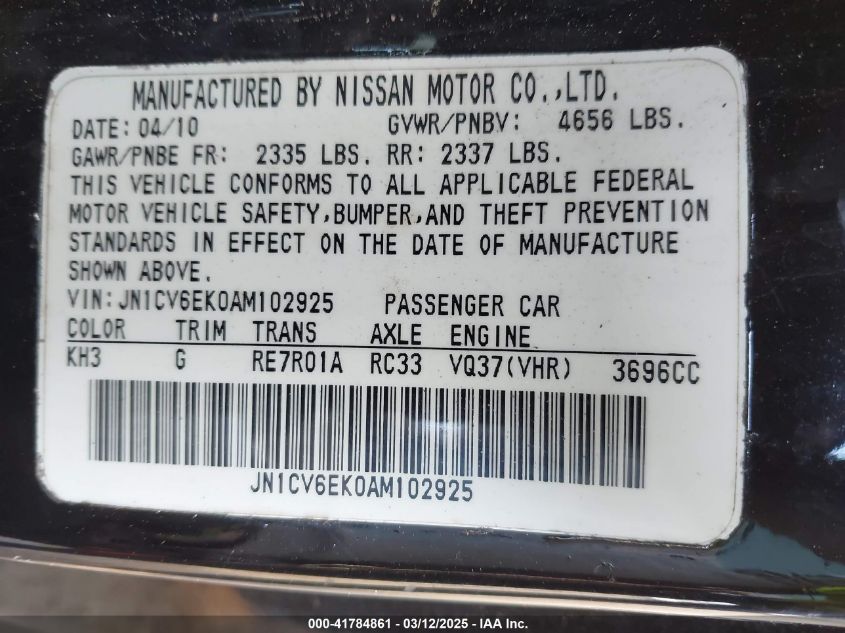 MANUFACTURED BY NISSAN MOTOR CO.,LTD.
DATE: 04/10 GVWR/PNBV: 4656 LBS.
GAWR/PNBE FR: 2335 LBS. RR: 2337 LBS.
THIS VEHICLE CONFORMS TO ALL APPLICABLE FEDERAL
MOTOR VEHICLE SAFETY,BUMPER,AND THEFT PREVENTION
STANDARDS IN EFFECT ON THE DATE OF MANUFACTURE
SHOWN ABOVE.
VIN:JN1CV6EK0AM102925 PASSENGER CAR
COLOR TRIM TRANS AXLE ENGINE
KH3 G RE7R01A RC33 VQ37(VHR) 3696CC
JN1CV6EK0AM102925
000-41784861 - 03/12/2025 - IAA Inc.